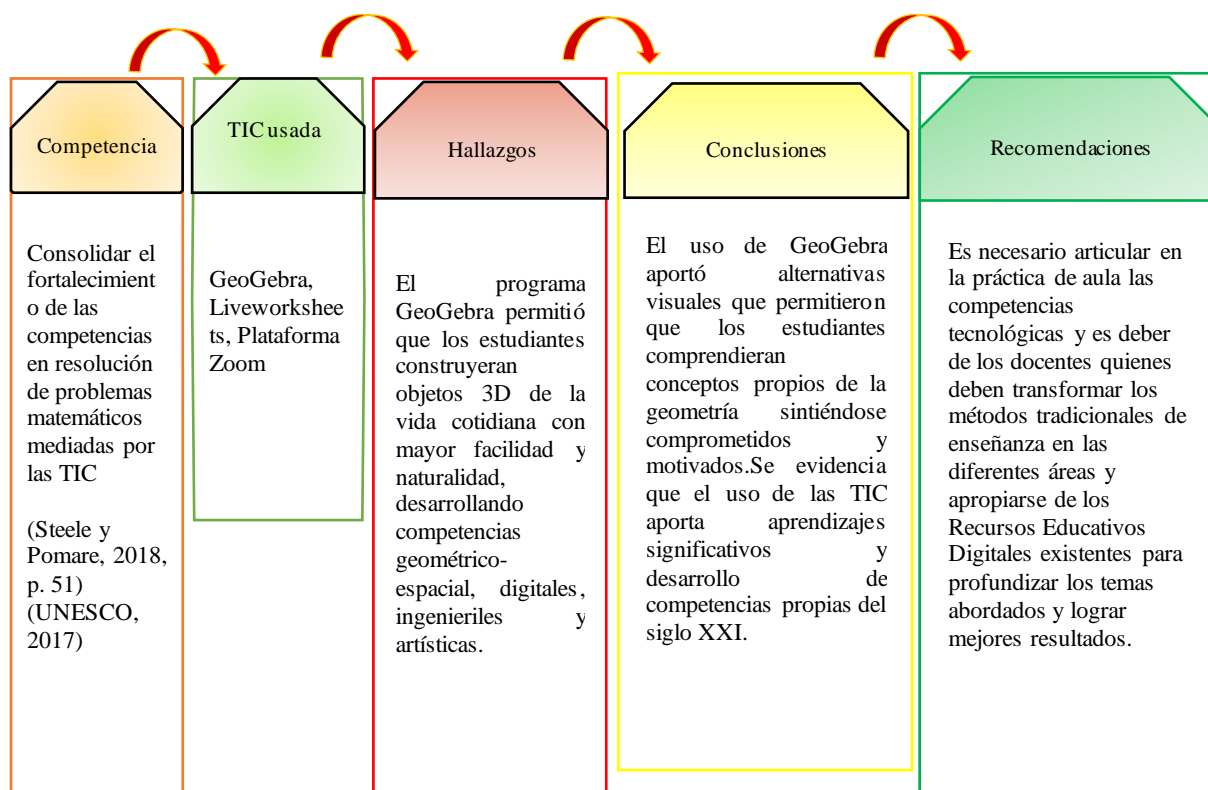 Competencia
Consolidar el
fortalecimient
o de las
competencias
en resolución
de problemas
matemáticos
mediadas por
las TIC
(Steele y
Pomare, 2018,
p. 51)
(UNESCO,
2017)
TIC usada
GeoGebra,
Liveworkshee
ts, Plataforma
Zoom
Hallazgos
El programa
GeoGebra permitió
que los estudiantes
construyeran
objetos 3D de la
vida cotidiana con
mayor facilidad y
naturalidad,
desarrollando
competencias
geométrico-
espacial, digitales,
ingenieriles y
artísticas.
Conclusiones
El uso de GeoGebra
aportó alternativas
visuales que permitieron
que los estudiantes
comprendieran
conceptos propios de la
geometría sintiéndose
comprometidos y
motivados.Se evidencia
que el uso de las TIC
aporta aprendizajes
significativos y
desarrollo de
competencias propias del
siglo XXI.
Recomendaciones
Es necesario articular en
la práctica de aula las
competencias
tecnológicas y es deber
de los docentes quienes
deben transformar los
métodos tradicionales de
enseñanza en las
diferentes áreas y
apropiarse de los
Recursos Educativos
Digitales existentes para
profundizar los temas
abordados y lograr
mejores resultados.